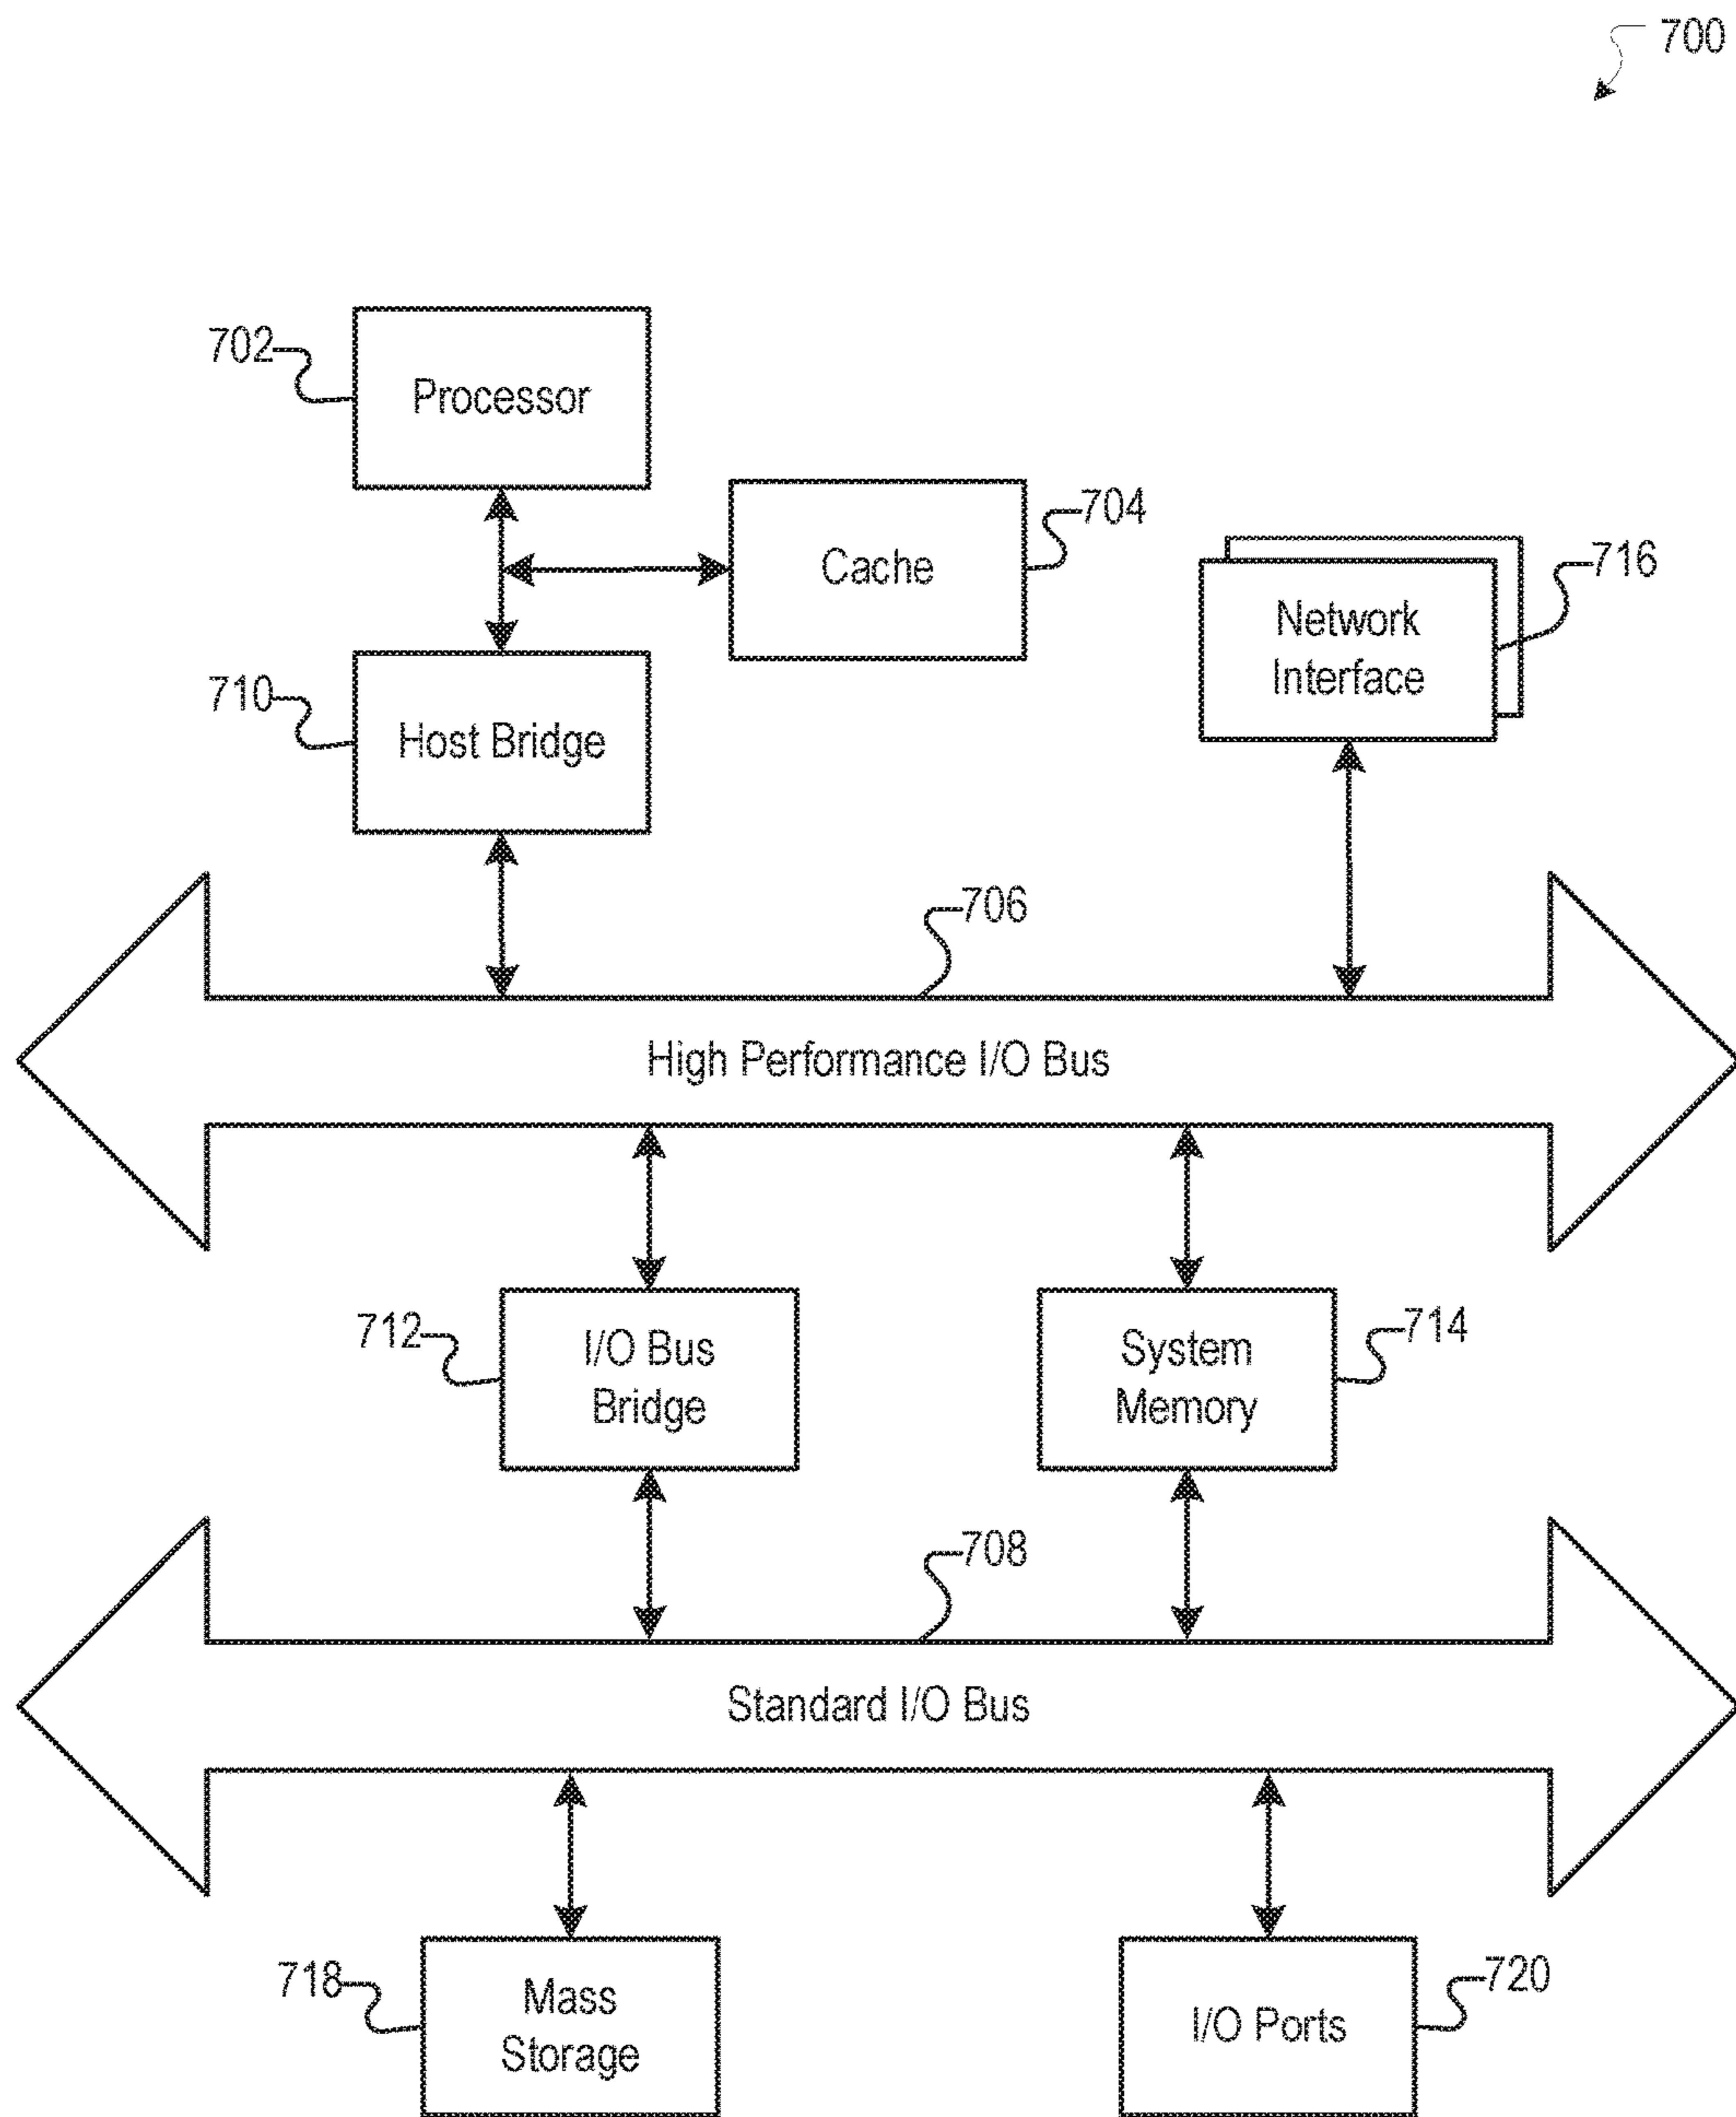 700
702
Processor
704
Cache
716
Network
Interface
710
Host Bridge
706
High Performance I/O Bus
712
I/O Bus
Bridge
714
System
Memory
708
Standard I/O Bus
718
Mass
Storage
720
I/O Ports